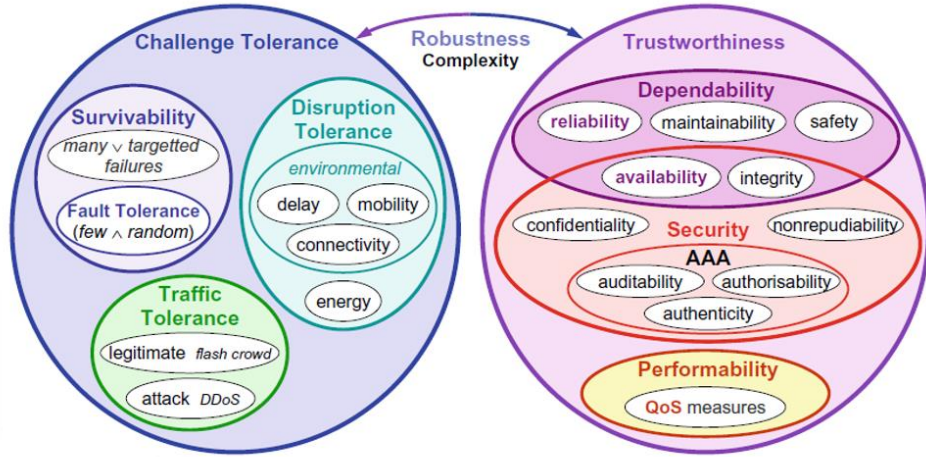 Challenge Tolerance
Robustness
Complexity
Trustworthiness
Survivability
many ∨ targetted
failures
Fault Tolerance
(few ∧ random)
Disruption
Tolerance
environmental
delay
mobility
connectivity
energy
Traffic
Tolerance
legitimate flash crowd
attack DDoS
Dependability
reliability
maintainability
safety
availability
integrity
confidentiality
Security
nonrepudiability
AAA
auditability
authorisability
authenticity
Performability
QoS measures